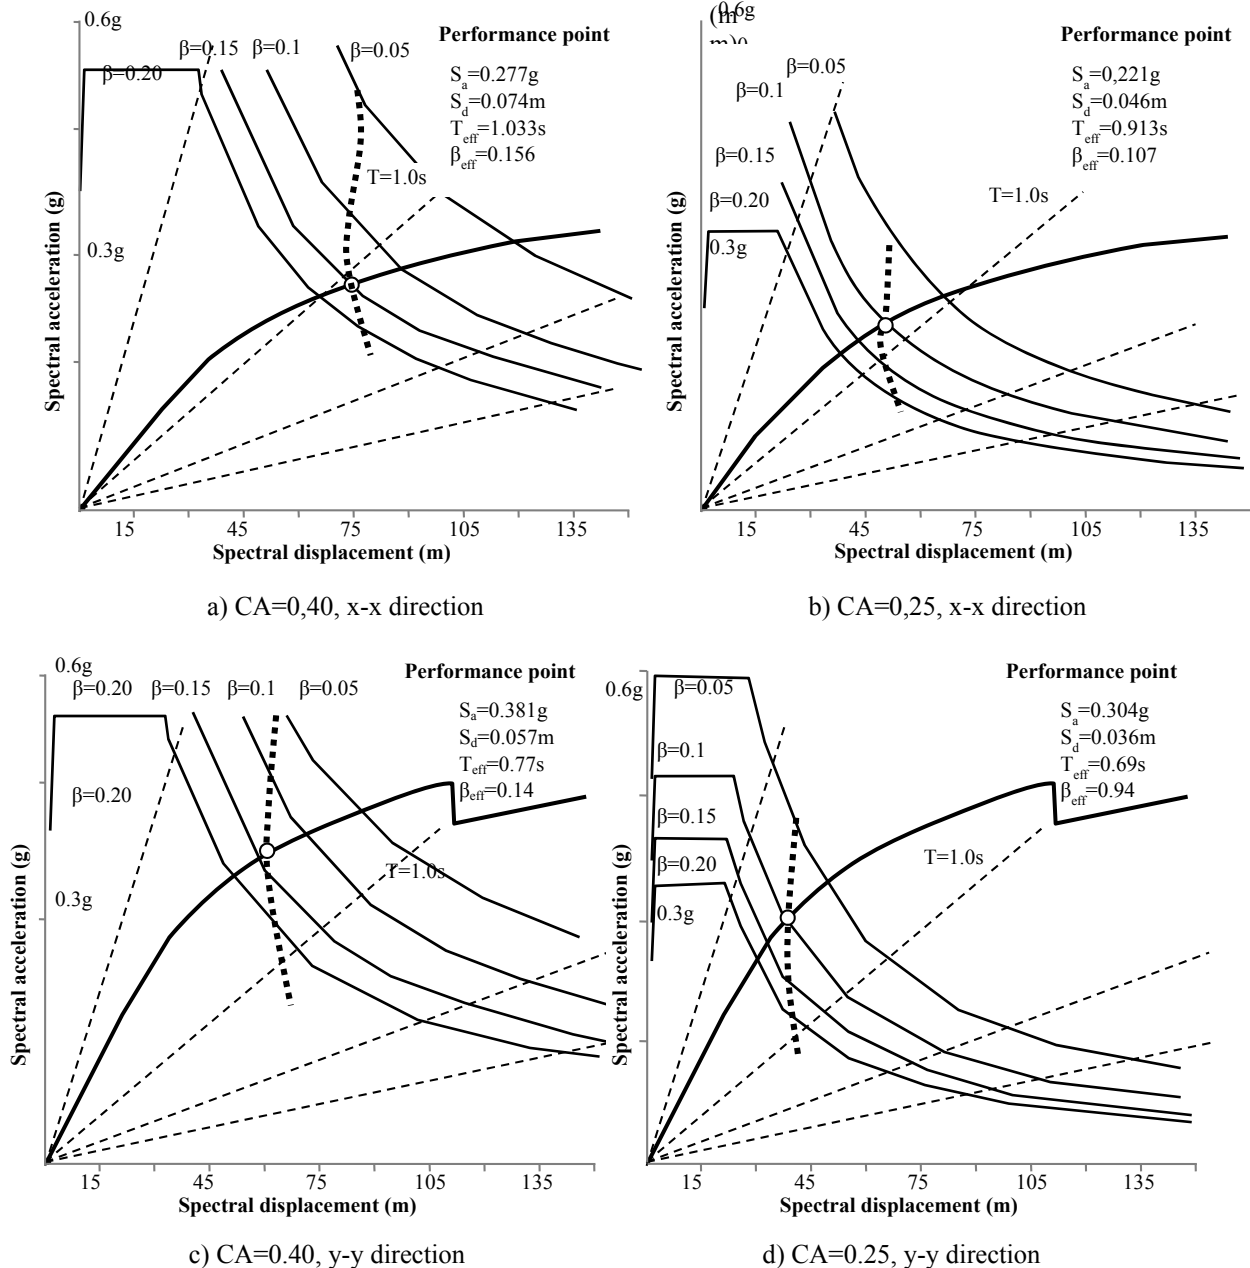 0.6g
β=0.15
β=0.1
β=0.05
β=0.20
Performance point
Sa=0.277g
Sd=0.074m
Teff=1.033s
βeff=0.156
T=1.0s
0.3g
Spectral acceleration (g)
15 45 75 105 135
Spectral displacement (m)
a) CA=0,40, x-x direction
0.6g
(m
m)
β=0.05
β=0.1
β=0.15
β=0.20
0.3g
Performance point
Sa=0,221g
Sd=0.046m
Teff=0.913s
βeff=0.107
T=1.0s
Spectral acceleration (g)
15 45 75 105 135
Spectral displacement (m)
b) CA=0,25, x-x direction
0.6g
β=0.20 β=0.15 β=0.1 β=0.05
Performance point
Sa=0.381g
Sd=0.057m
Teff=0.77s
βeff=0.14
β=0.20
T=1.0s
0.3g
Spectral acceleration (g)
15 45 75 105 135
Spectral displacement (m)
c) CA=0.40, y-y direction
0.6g
β=0.05
β=0.1
β=0.15
β=0.20
0.3g
Performance point
Sa=0.304g
Sd=0.036m
Teff=0.69s
βeff=0.94
T=1.0s
Spectral acceleration (g)
15 45 75 105 135
Spectral displacement (m)
d) CA=0.25, y-y direction